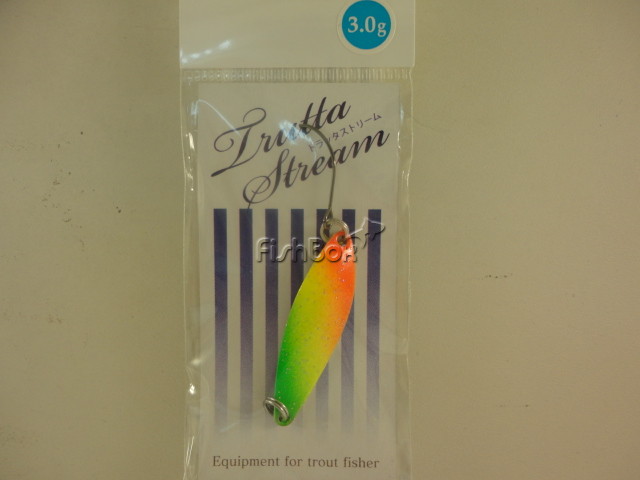 3.0g
Trutta
トラッタストリーム
Stream
FishBox
Equipment for trout fisher